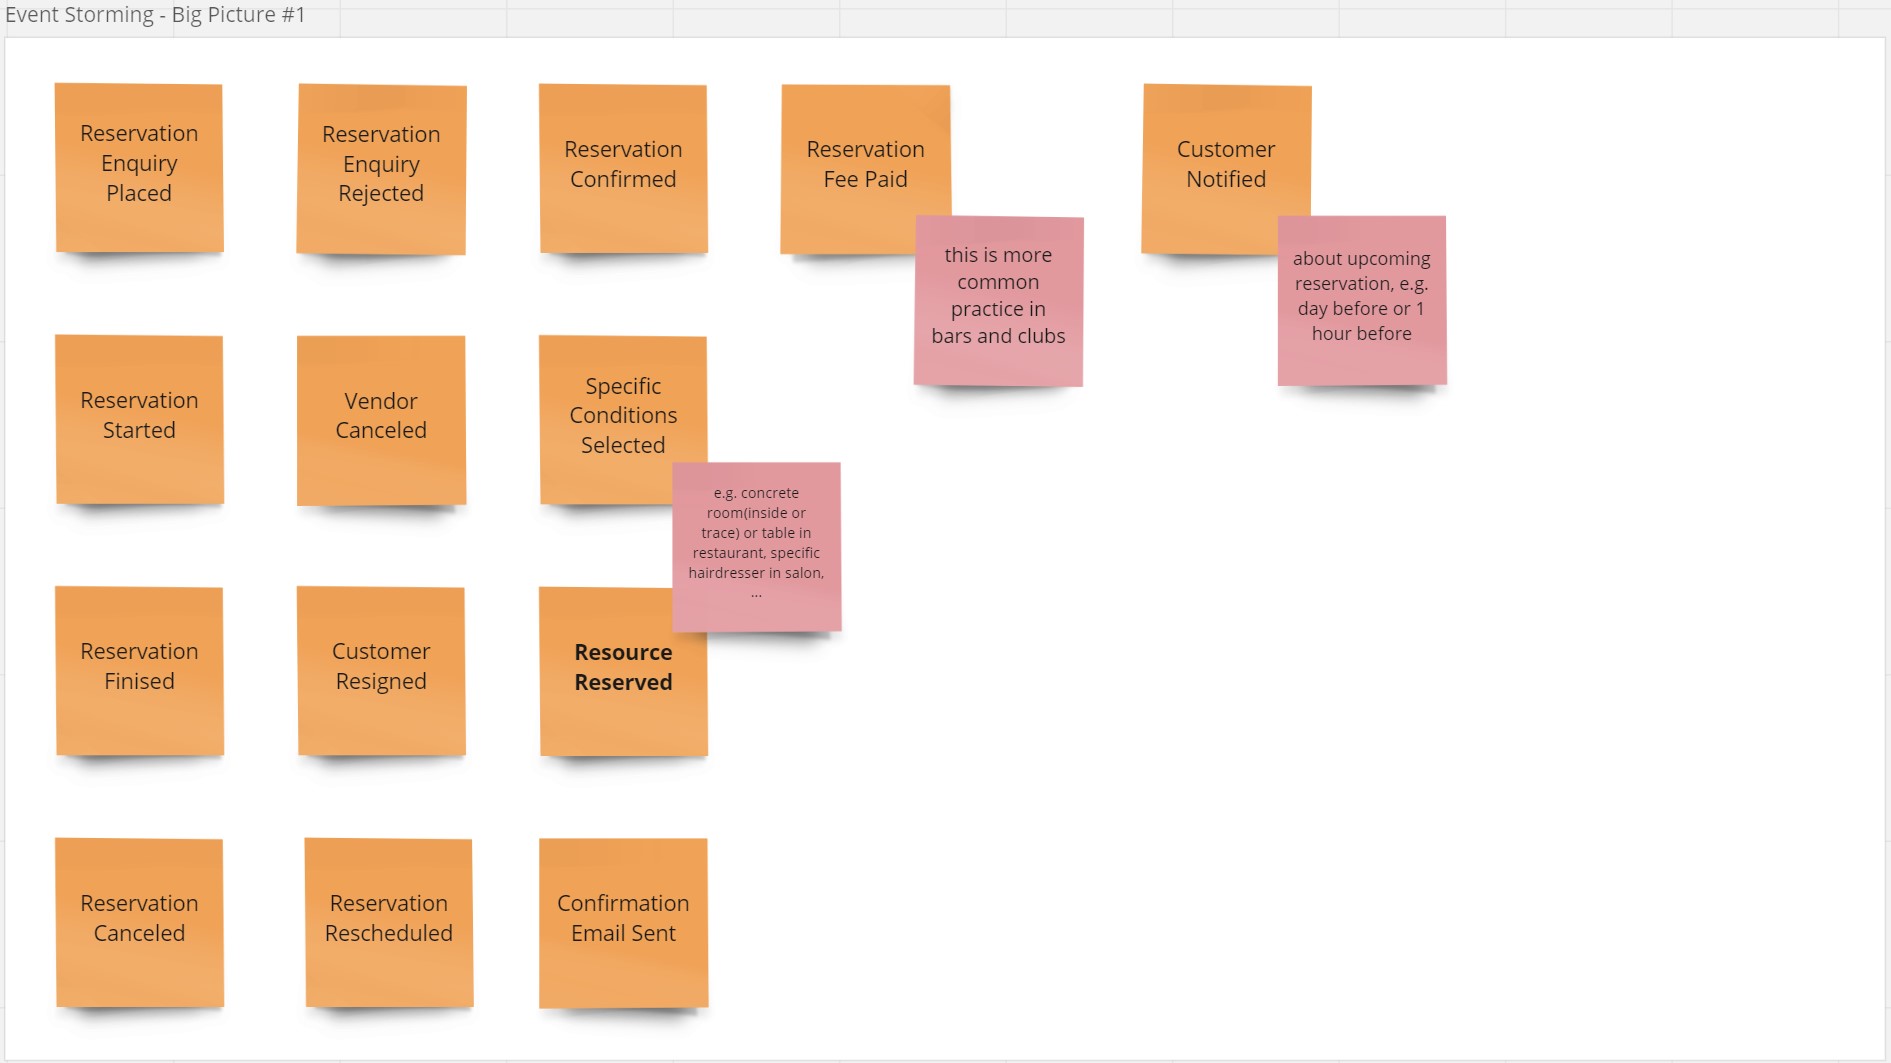 Event Storming - Big Picture #1
Reservation
Enquiry
Placed
Reservation
Enquiry
Rejected
Reservation
Confirmed
Reservation
Fee Paid
this is more
common
practice in
bars and clubs
Customer
Notified
about upcoming
reservation, e.g.
day before or 1
hour before
Reservation
Started
Vendor
Canceled
Specific
Conditions
Selected
e.g. concrete
room(inside or
trace) or table in
restaurant, specific
hairdresser in salon,
...
Reservation
Finised
Customer
Resigned
Resource
Reserved
Reservation
Canceled
Reservation
Rescheduled
Confirmation
Email Sent